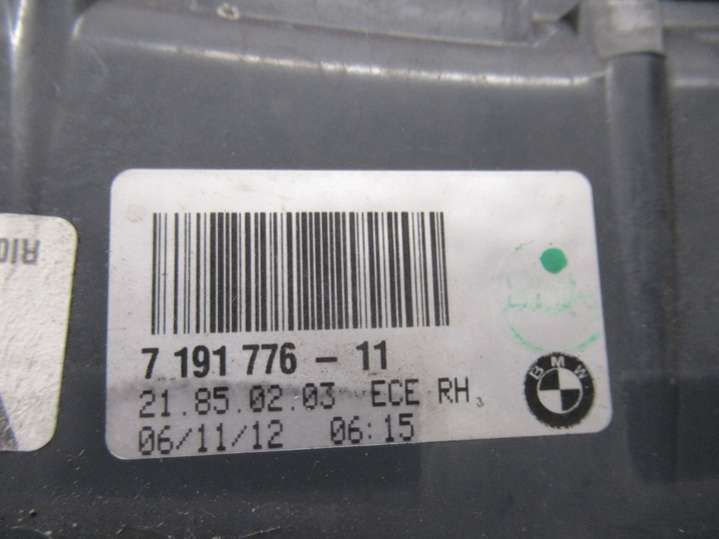 7 191 776 - 11
21.85.02.03 ECE RH
06/11/12 06:15
BMW